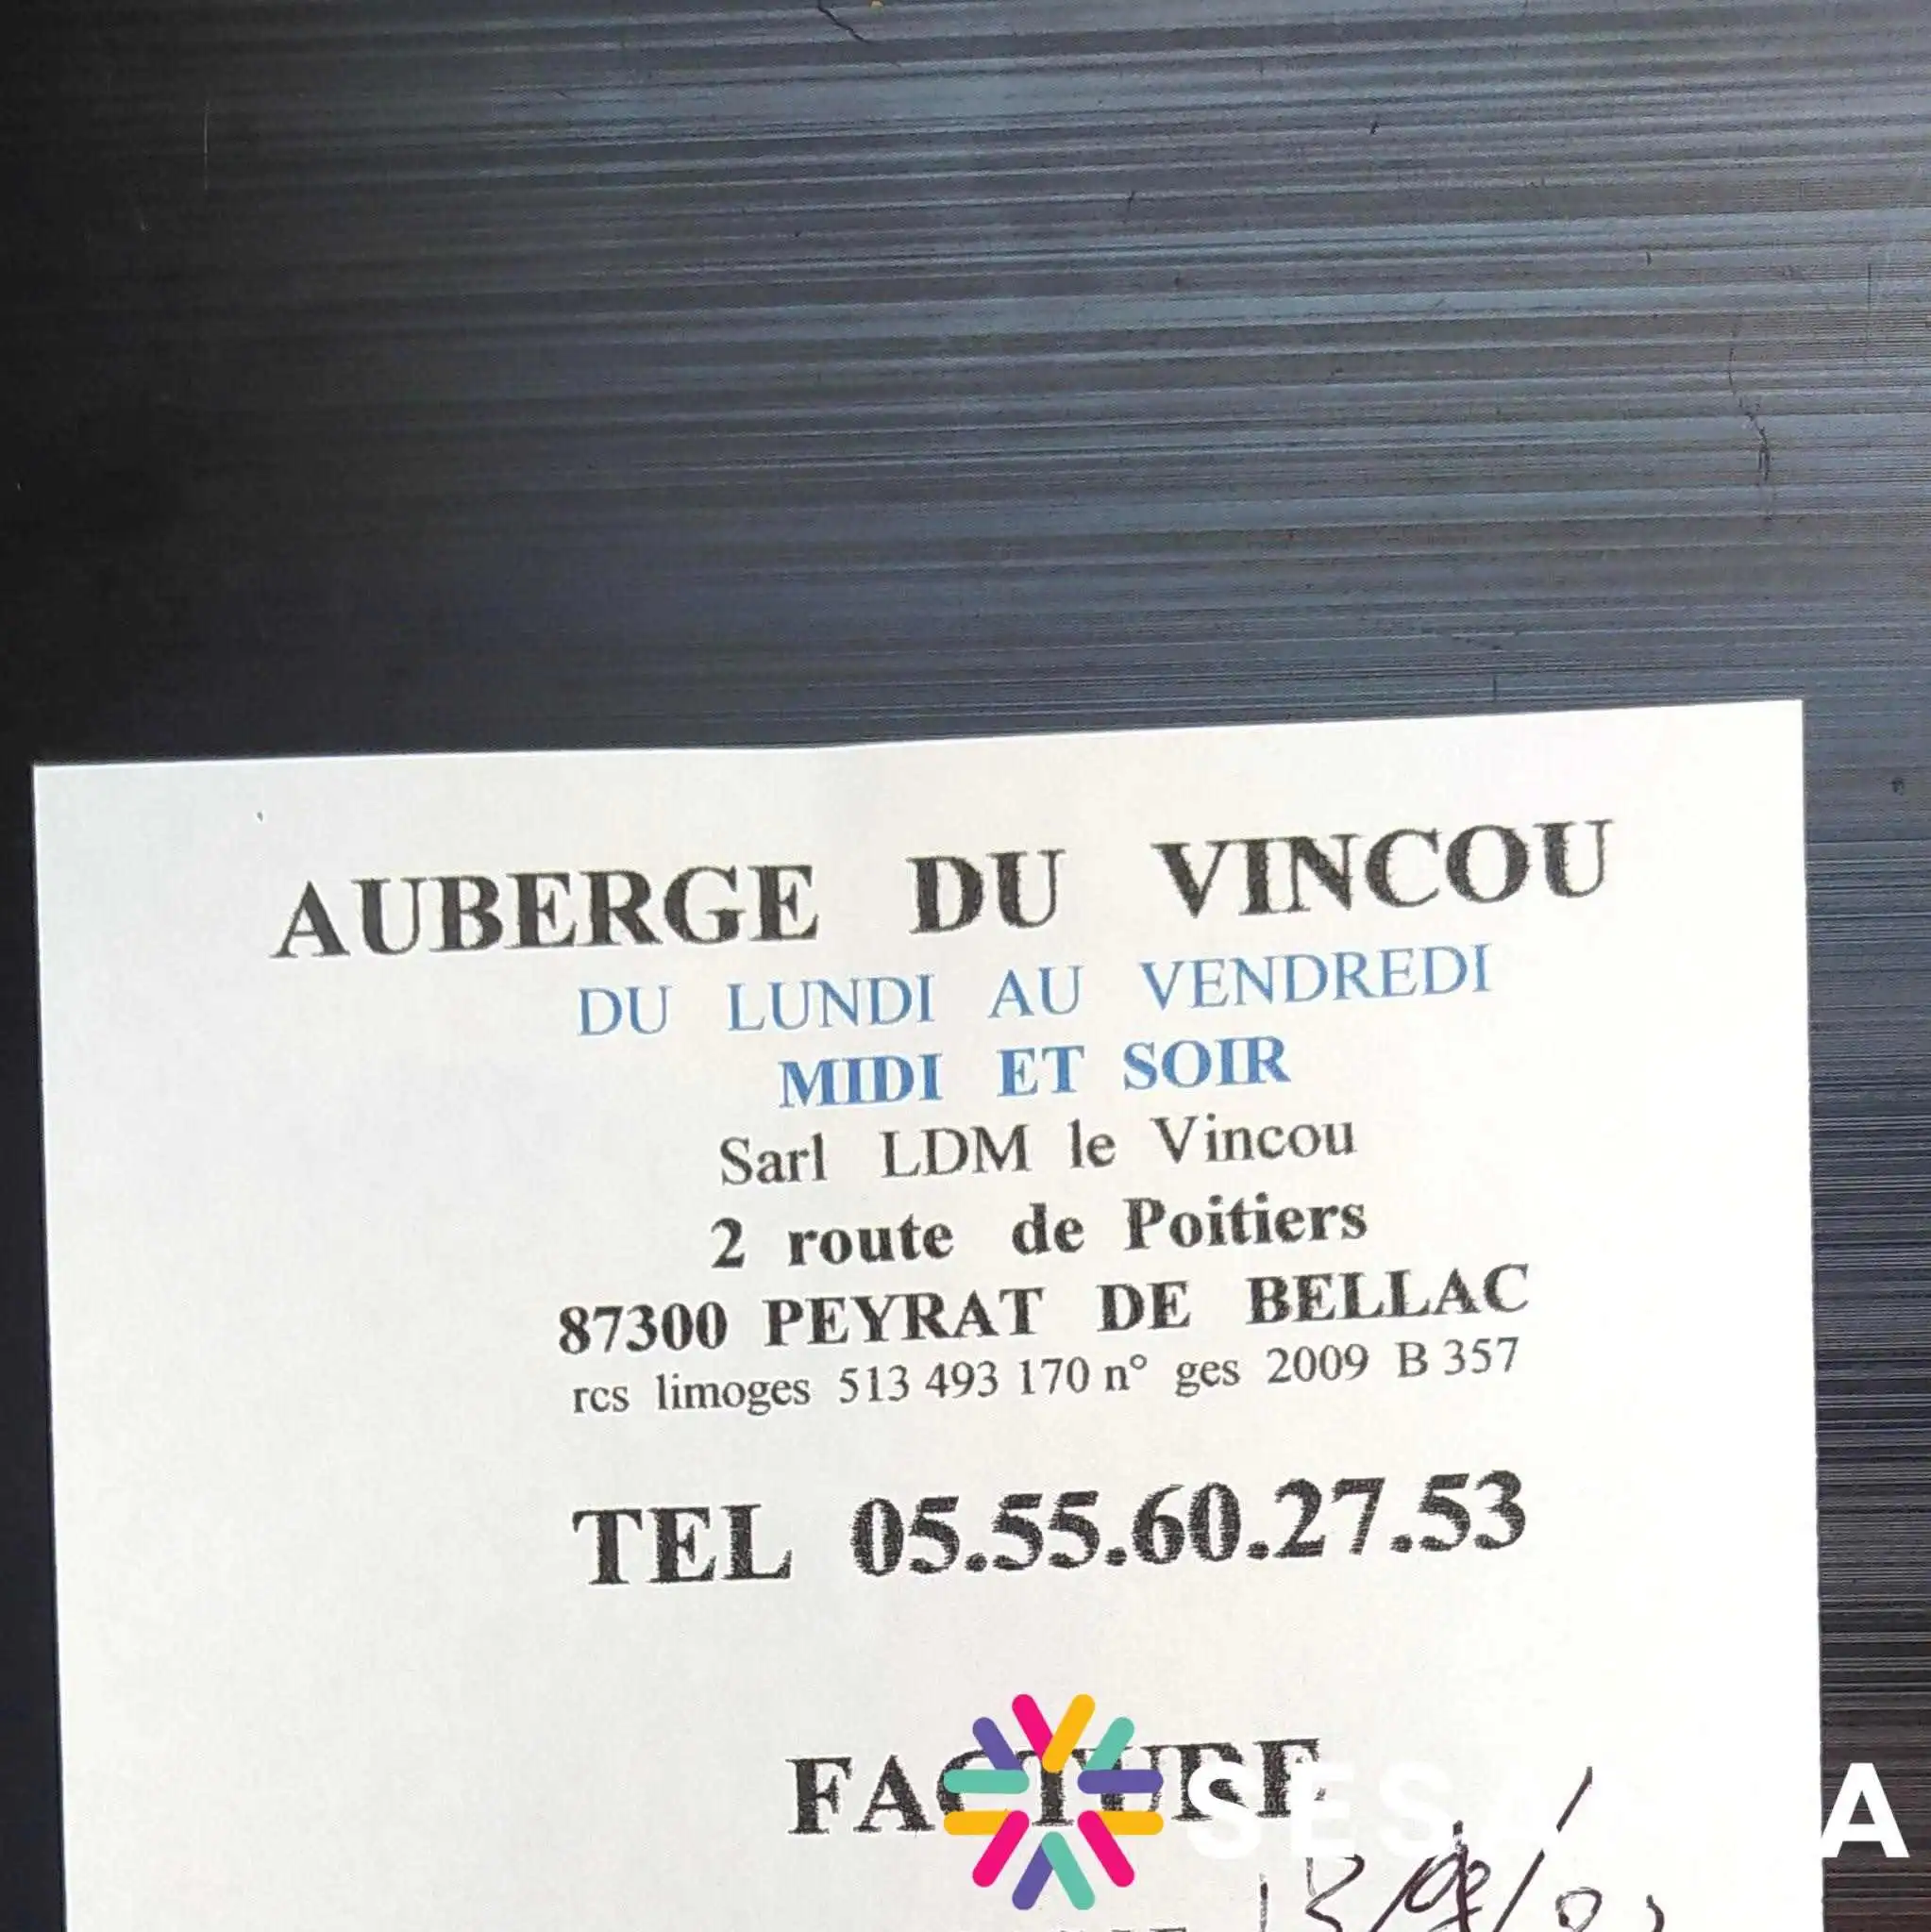 AUBERGE DU VINCOU
DU LUNDI AU VENDREDI
MIDI ET SOIR
Sarl LDM le Vincou
2 route de Poitiers
87300 PEYRAT DE BELLAC
rcs limoges 513 493 170 n° ges 2009 B 357
TEL 05.55.60.27.53
FACTURE